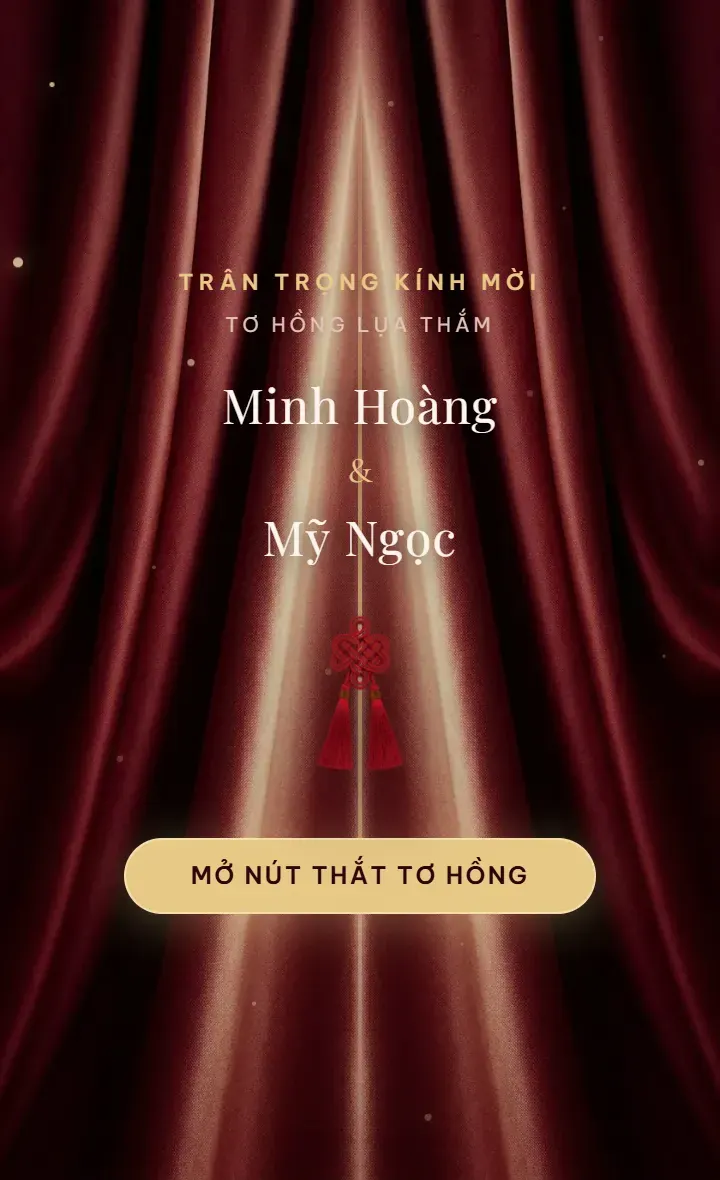 TRÂN TRỌNG KÍNH MỜI
TƠ HỒNG LỤA THẮM
Minh Hoàng
&
Mỹ Ngọc
MỞ NÚT THẮT TƠ HỒNG